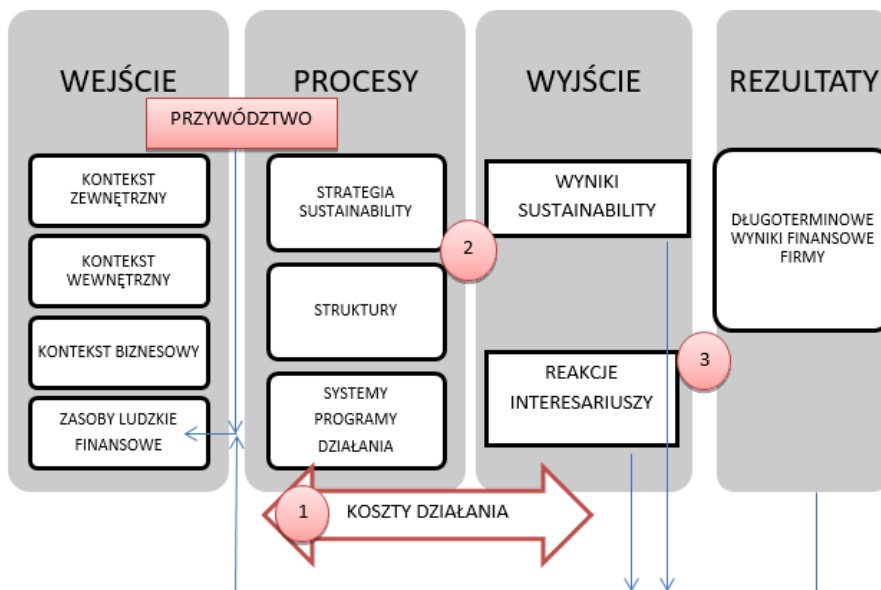 WEJŚCIE
PROCESY
WYJŚCIE
REZULTATY
PRZYWÓDZTWO
KONTEKST
ZEWNĘTRZNY
KONTEKST
WEWNĘTRZNY
KONTEKST BIZNESOWY
ZASOBY LUDZKIE
FINANSOWE
STRATEGIA
SUSTAINABILITY
STRUKTURY
SYSTEMY
PROGRAMY
DZIAŁANIA
2
WYNIKI
SUSTAINABILITY
REAKCJE
INTERESARIUSZY
3
DŁUGOTERMINOWE
WYNIKI FINANSOWE
FIRMY
1
KOSZTY DZIAŁANIA